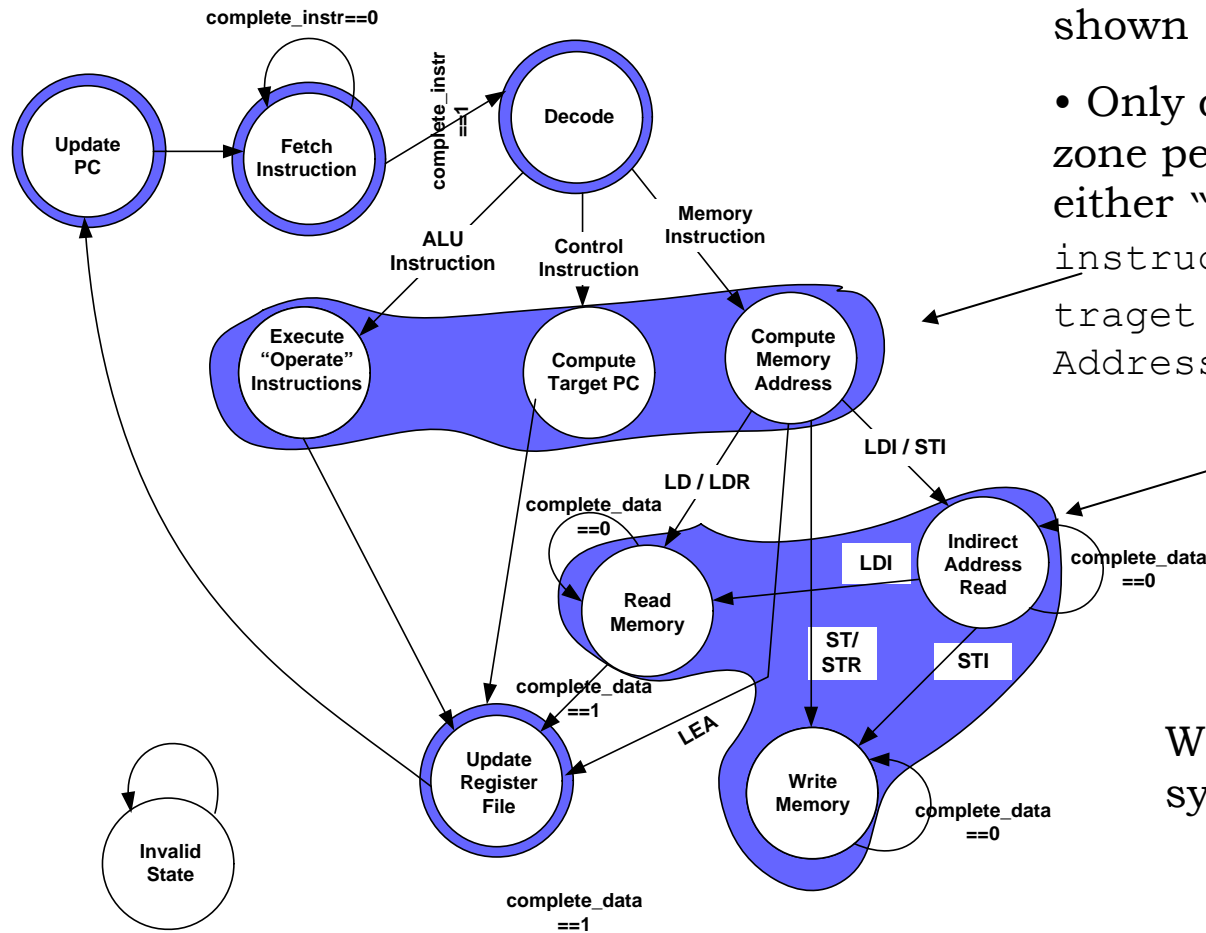 complete_instr==0
shown
• Only
zone
either “
instruc
traget
Address
complete_instr
==1
Update
PC
Fetch
Instruction
Decode
ALU
Instruction
Control
Instruction
Memory
Instruction
Execute
“Operate”
Instructions
Compute
Target PC
Compute
Memory
Address
LDI / STI
LD / LDR
complete_data
==0
Indirect
Address
Read
complete_data
==0
LDI
Read
Memory
ST/
STR
STI
complete_data
==1
LEA
Update
Register
File
Write
Memory
complete_data
==0
Invalid
State
complete_data
==1
W
sy